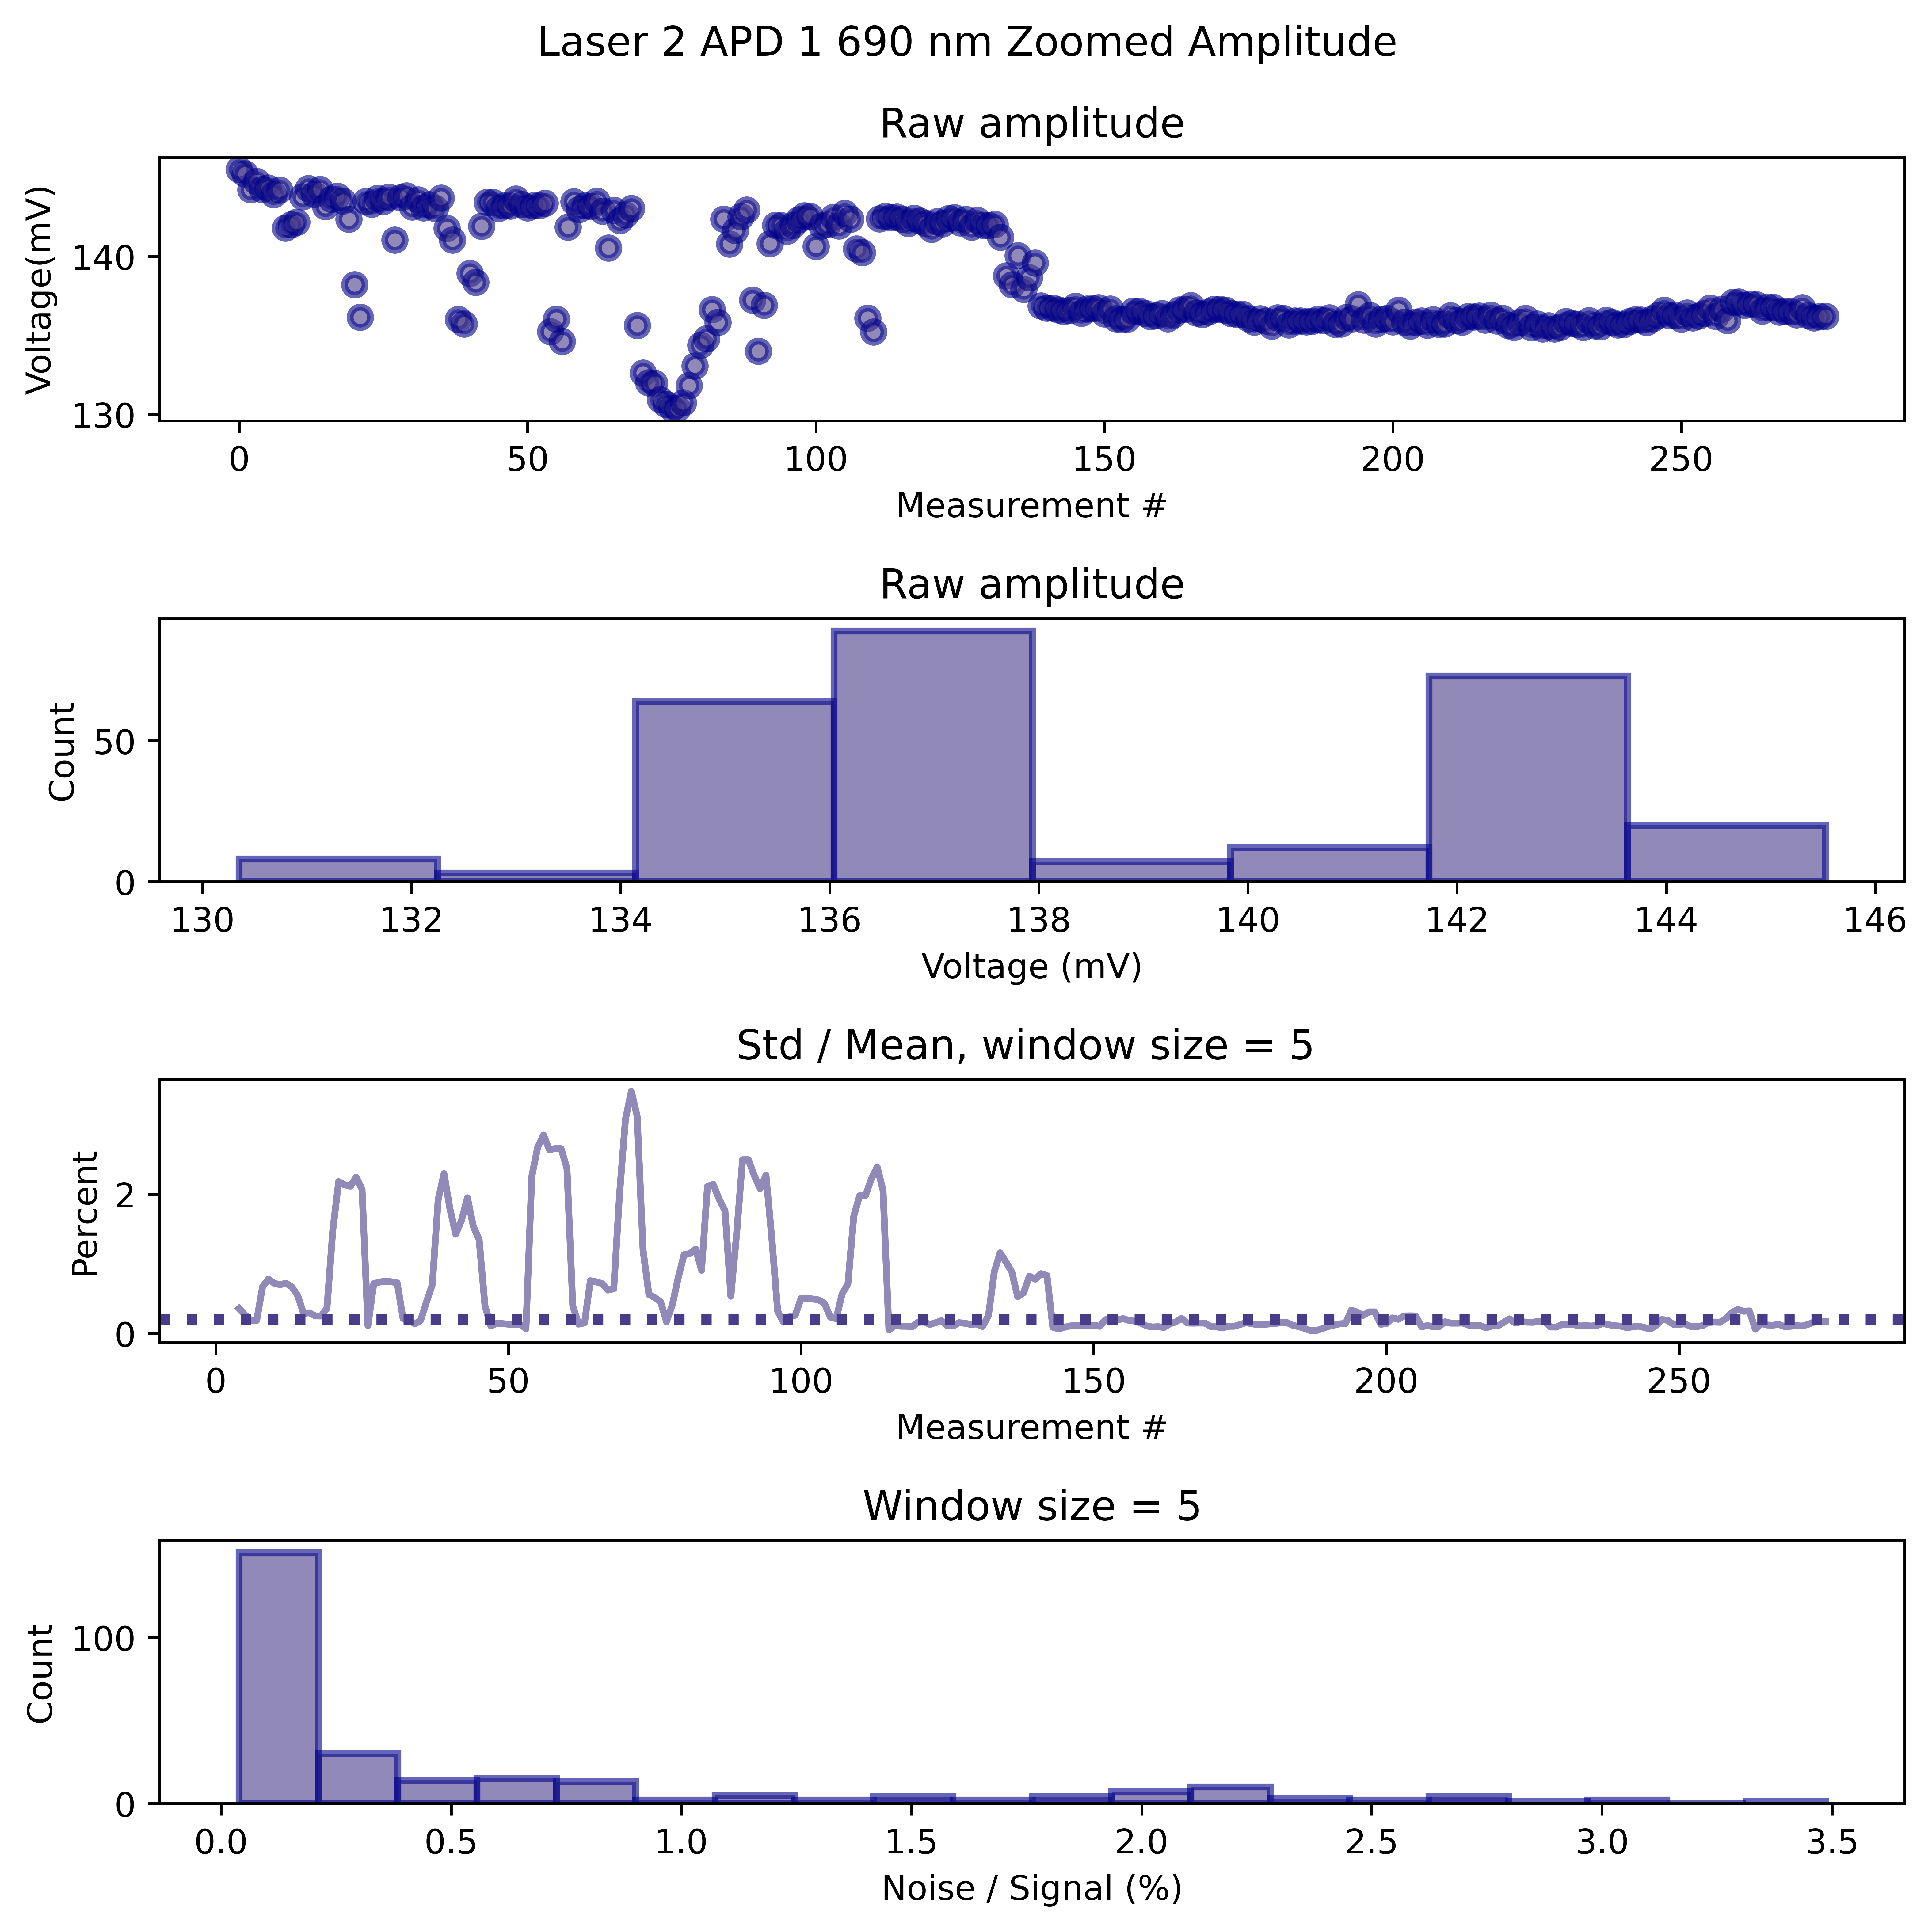 Laser 2 APD 1 690 nm Zoomed Amplitude
Raw amplitude
Voltage(mV)
140
130
0 50 100 150 200 250
Measurement #
Raw amplitude
Count
50
0
130 132 134 136 138 140 142 144 146
Voltage (mV)
Std / Mean, window size = 5
Percent
2
0
0 50 100 150 200 250
Measurement #
Window size = 5
Count
100
0
0.0 0.5 1.0 1.5 2.0 2.5 3.0 3.5
Noise / Signal (%)